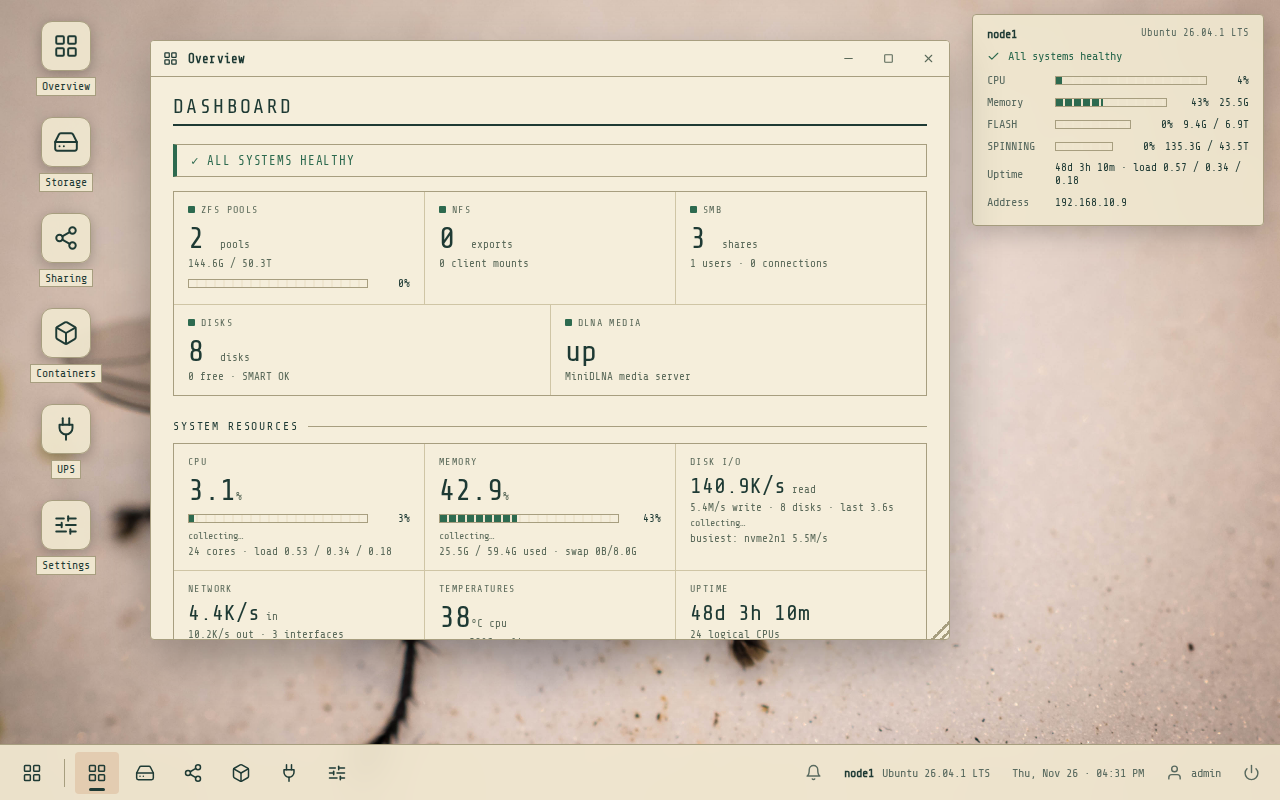 Overview
Storage
Sharing
Containers
UPS
Settings
Overview
DASHBOARD
✓ ALL SYSTEMS HEALTHY
ZFS POOLS
2 pools
144.6G / 50.3T
0%
NFS
0 exports
0 client mounts
SMB
3 shares
1 users · 0 connections
DISKS
8 disks
0 free · SMART OK
DLNA MEDIA
up
MiniDLNA media server
SYSTEM RESOURCES
CPU
3.1%
3%
collecting…
24 cores · load 0.53 / 0.34 / 0.18
MEMORY
42.9%
43%
collecting…
25.5G / 59.4G used · swap 0B/8.0G
DISK I/O
140.9K/s read
5.4M/s write · 8 disks · last 3.6s
collecting…
busiest: nvme2n1 5.5M/s
NETWORK
4.4K/s in
10.2K/s out · 3 interfaces
TEMPERATURES
38°C cpu
UPTIME
48d 3h 10m
24 logical CPUs
node1 Ubuntu 26.04.1 LTS
All systems healthy
CPU 4%
Memory 43% 25.5G
FLASH 0% 9.4G / 6.9T
SPINNING 0% 135.3G / 43.5T
Uptime 48d 3h 10m · load 0.57 / 0.34 /
0.18
Address 192.168.10.9
node1 Ubuntu 26.04.1 LTS Thu, Nov 26 · 04:31 PM admin